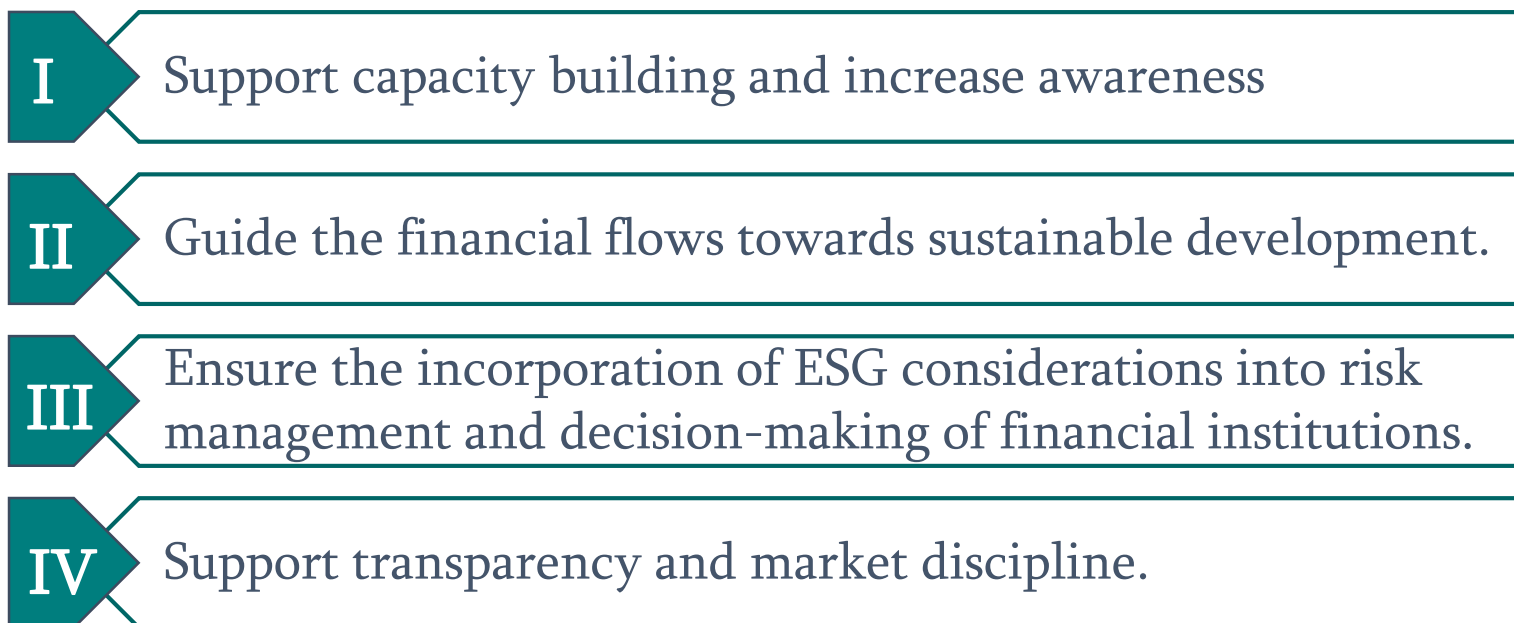 I
Support capacity building and increase awareness
II
Guide the financial flows towards sustainable development.
III
Ensure the incorporation of ESG considerations into risk
management and decision-making of financial institutions.
IV
Support transparency and market discipline.